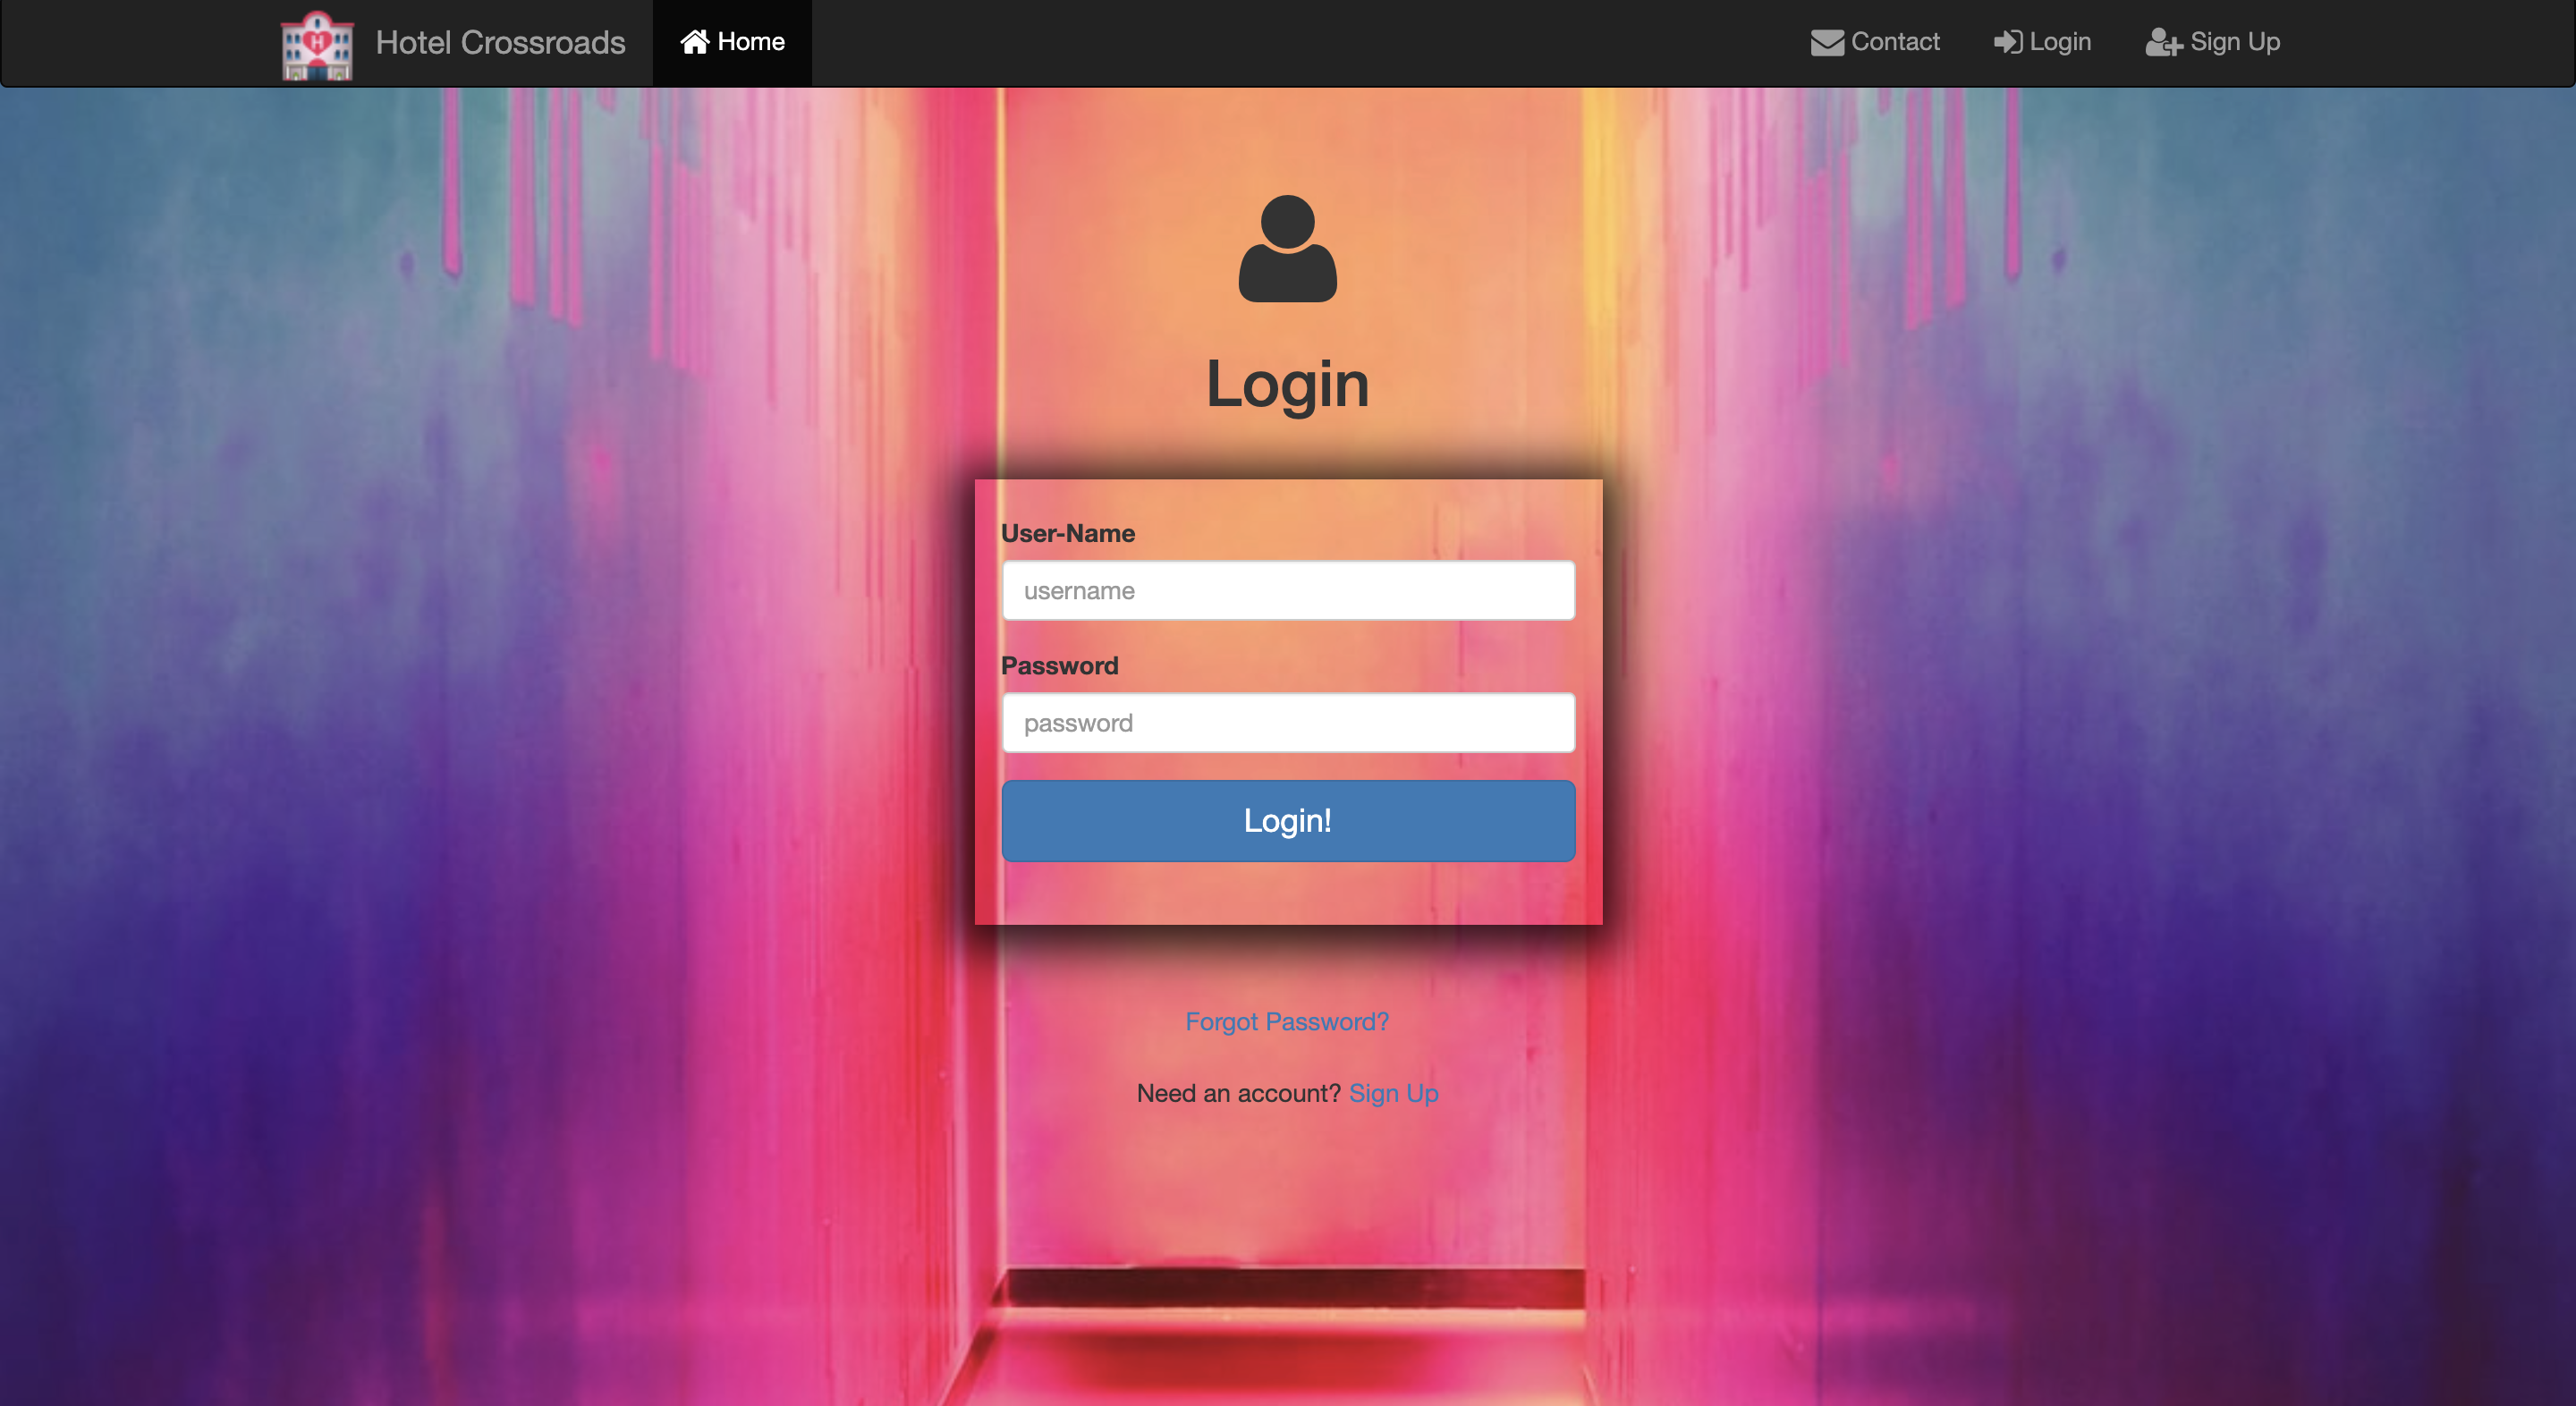 Hotel Crossroads Home Contact Login Sign Up
Login
User-Name
username
Password
password
Login!
Forgot Password?
Need an account? Sign Up